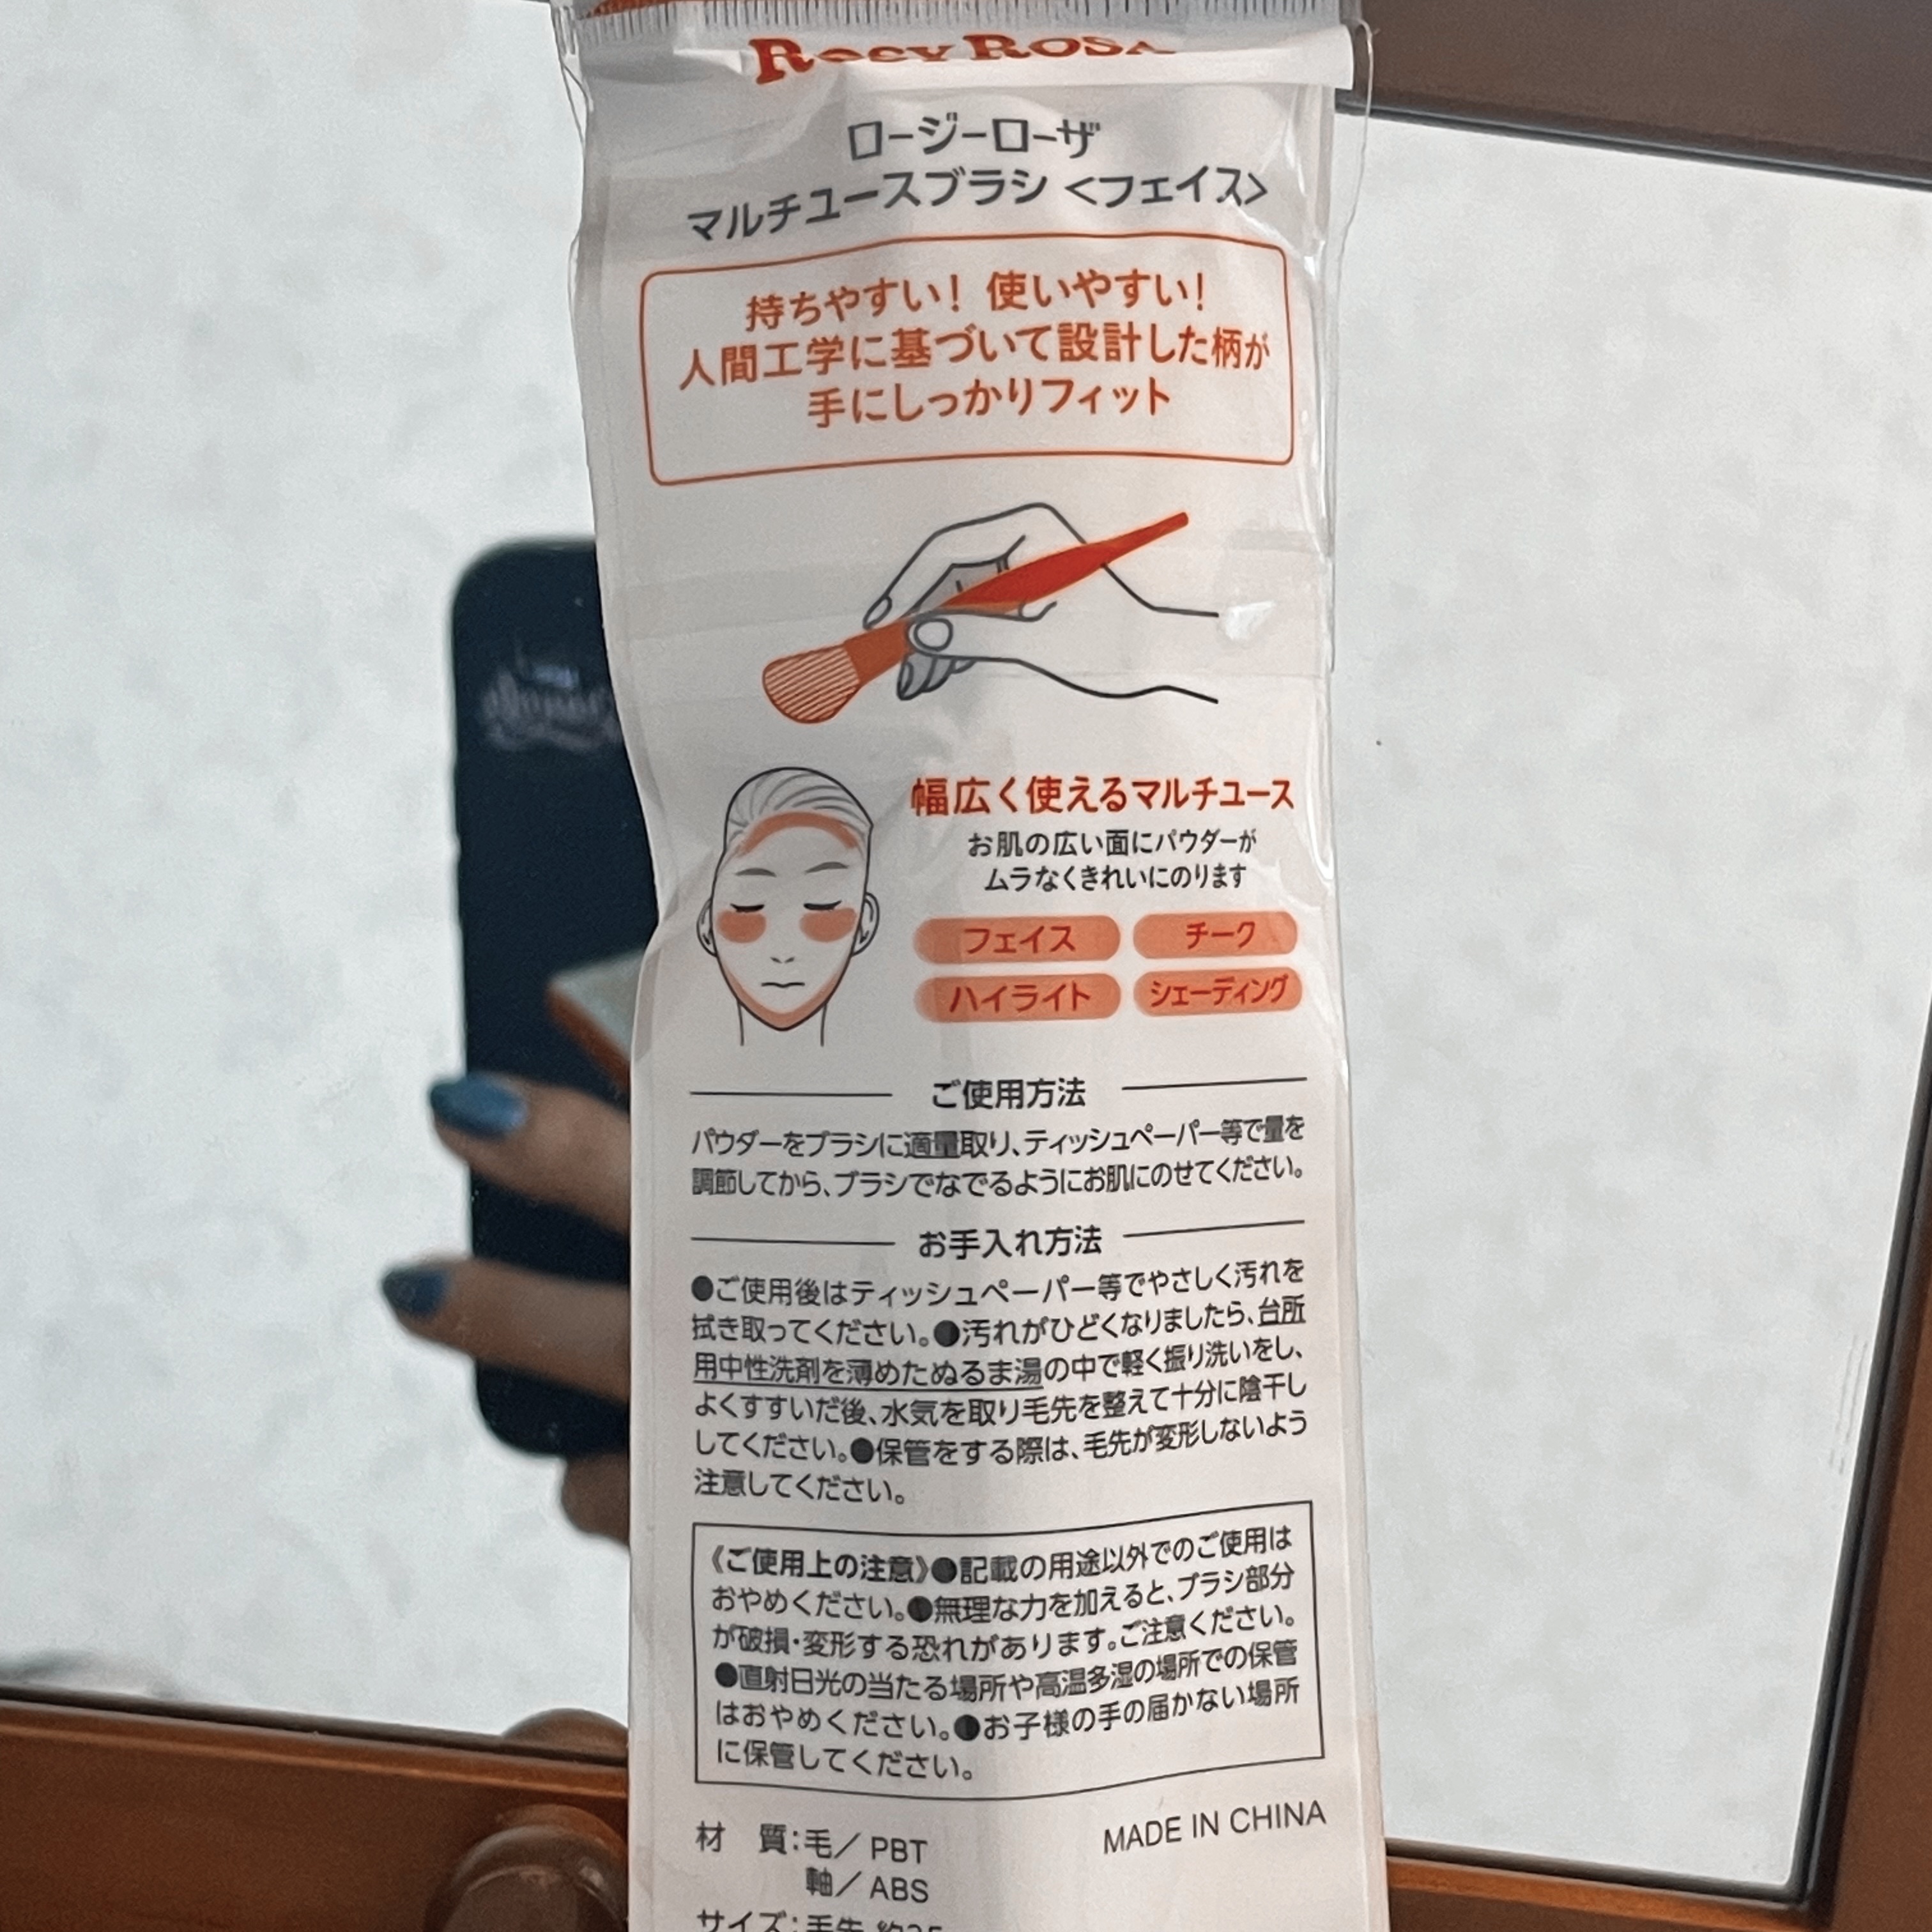 Rosy ROSA
ロージーローザ
マルチユースブラシ<フェイス>
持ちやすい！ 使いやすい！
人間工学に基づいて設計した柄が
手にしっかりフィット
幅広く使えるマルチユース
お肌の広い面にパウダーが
ムラなくきれいにのります
フェイス チーク
ハイライト シェーディング
ご使用方法
パウダーをブラシに適量取り、ティッシュペーパー等で量を
調節してから、ブラシでなでるようにお肌にのせてください。
お手入れ方法
●ご使用後はティッシュペーパー等でやさしく汚れを
拭き取ってください。●汚れがひどくなりましたら、台所
用中性洗剤を薄めたぬるま湯の中で軽く振り洗いをし、
よくすすいだ後、水気を取り毛先を整えて十分に陰干し
してください。●保管をする際は、毛先が変形しないよう
注意してください。
《ご使用上の注意》●記載の用途以外でのご使用は
おやめください。●無理な力を加えると、ブラシ部分
が破損・変形する恐れがあります。ご注意ください。
●直射日光の当たる場所や高温多湿の場所での保管
はおやめください。●お子様の手の届かない場所
に保管してください。
材　質：毛／PBT
MADE IN CHINA
軸／ABS
サイズ：毛先 約